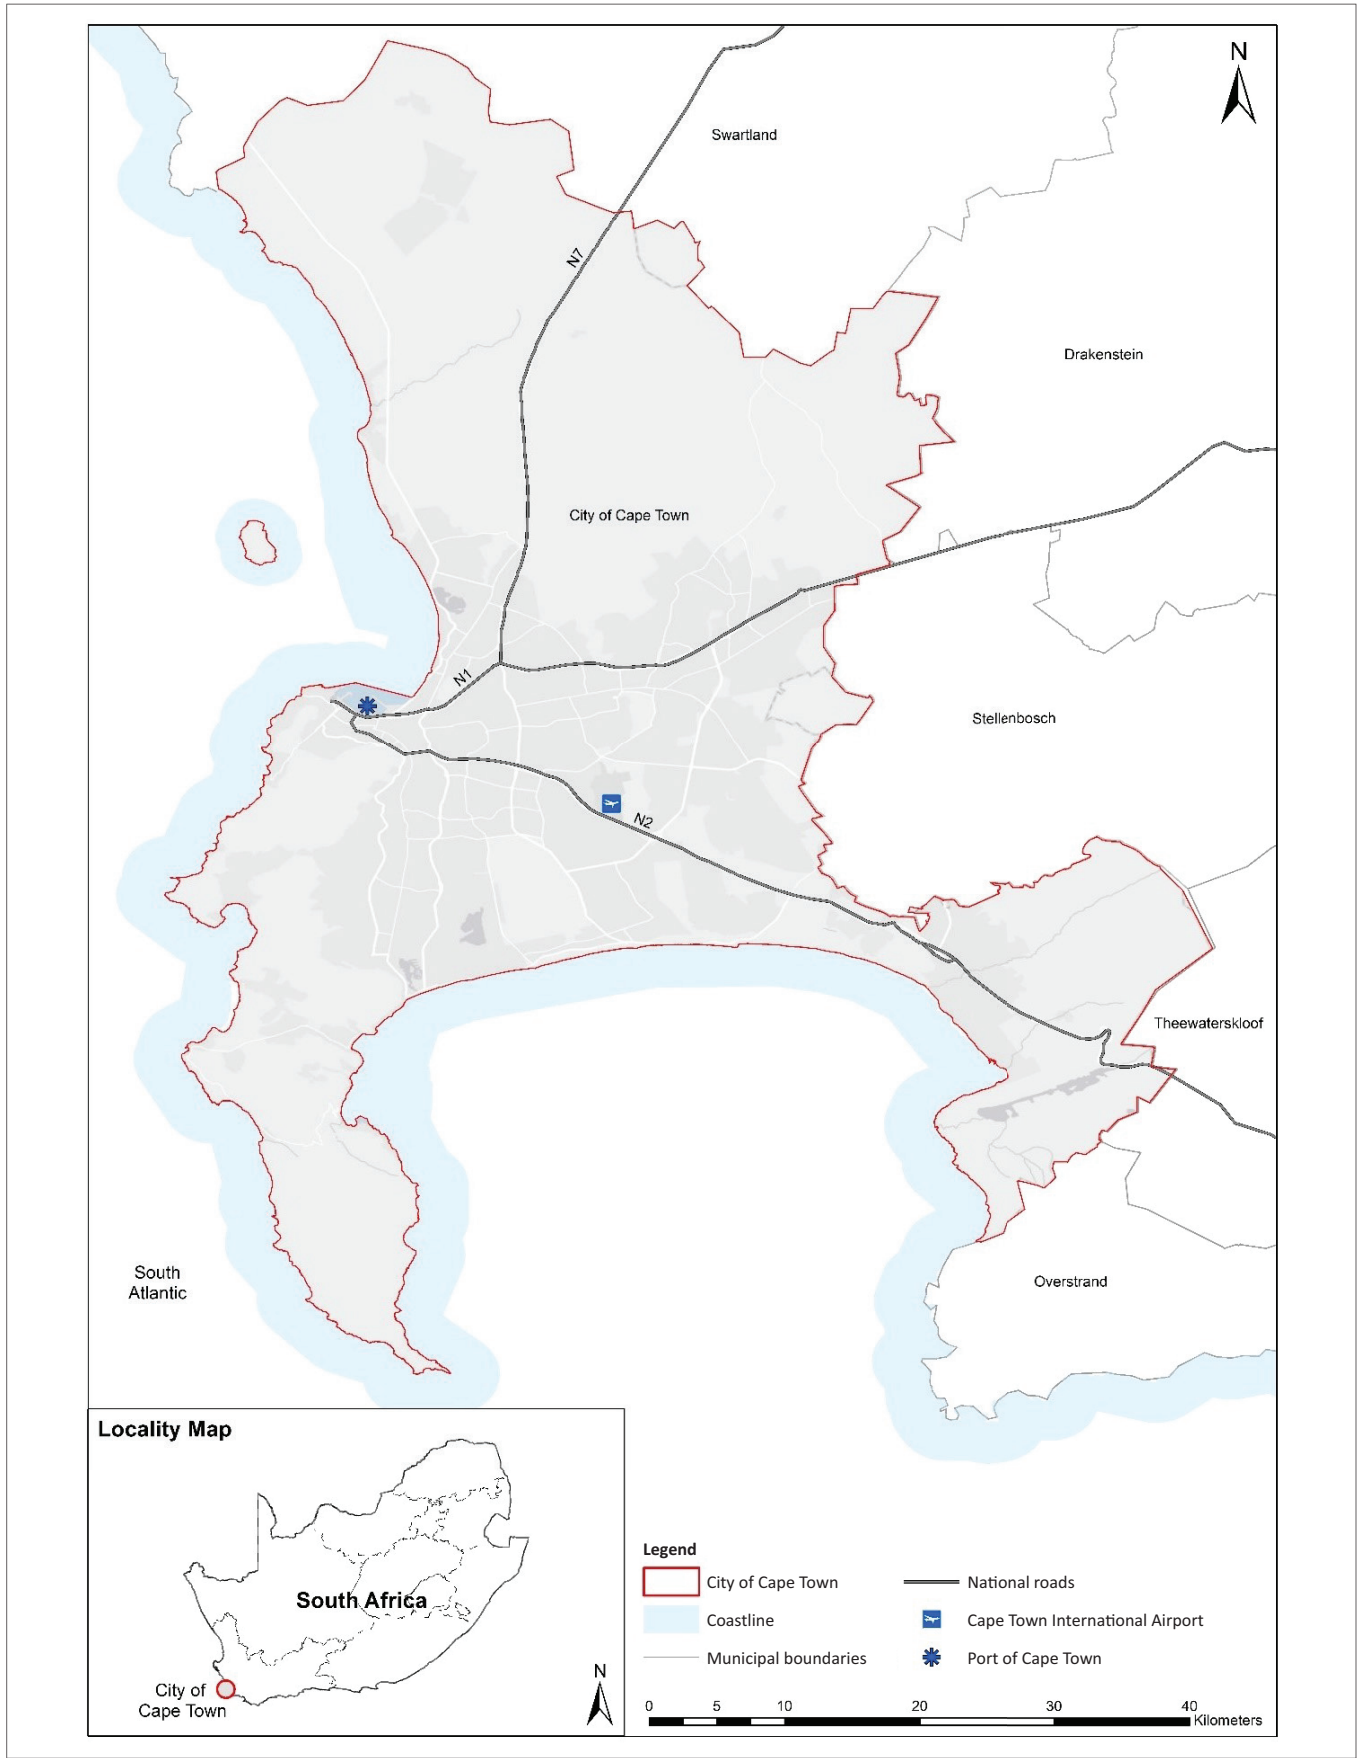 N
Swartland
N7
Drakenstein
City of Cape Town
N1
Stellenbosch
N2
Theewaterskloof
South
Atlantic
Overstrand
Locality Map
South Africa
City of
Cape Town
N
Legend
City of Cape Town
National roads
Coastline
Cape Town International Airport
Municipal boundaries
Port of Cape Town
0 5 10 20 30 40
Kilometers